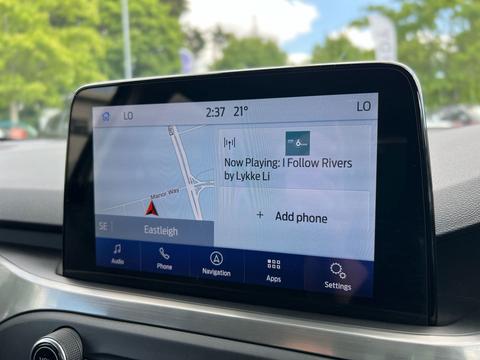 LO 2:37 21° LO
6
Now Playing: I Follow Rivers
by Lykke Li
Manor Way
+ Add phone
SE Eastleigh
Audio Phone Navigation Apps Settings